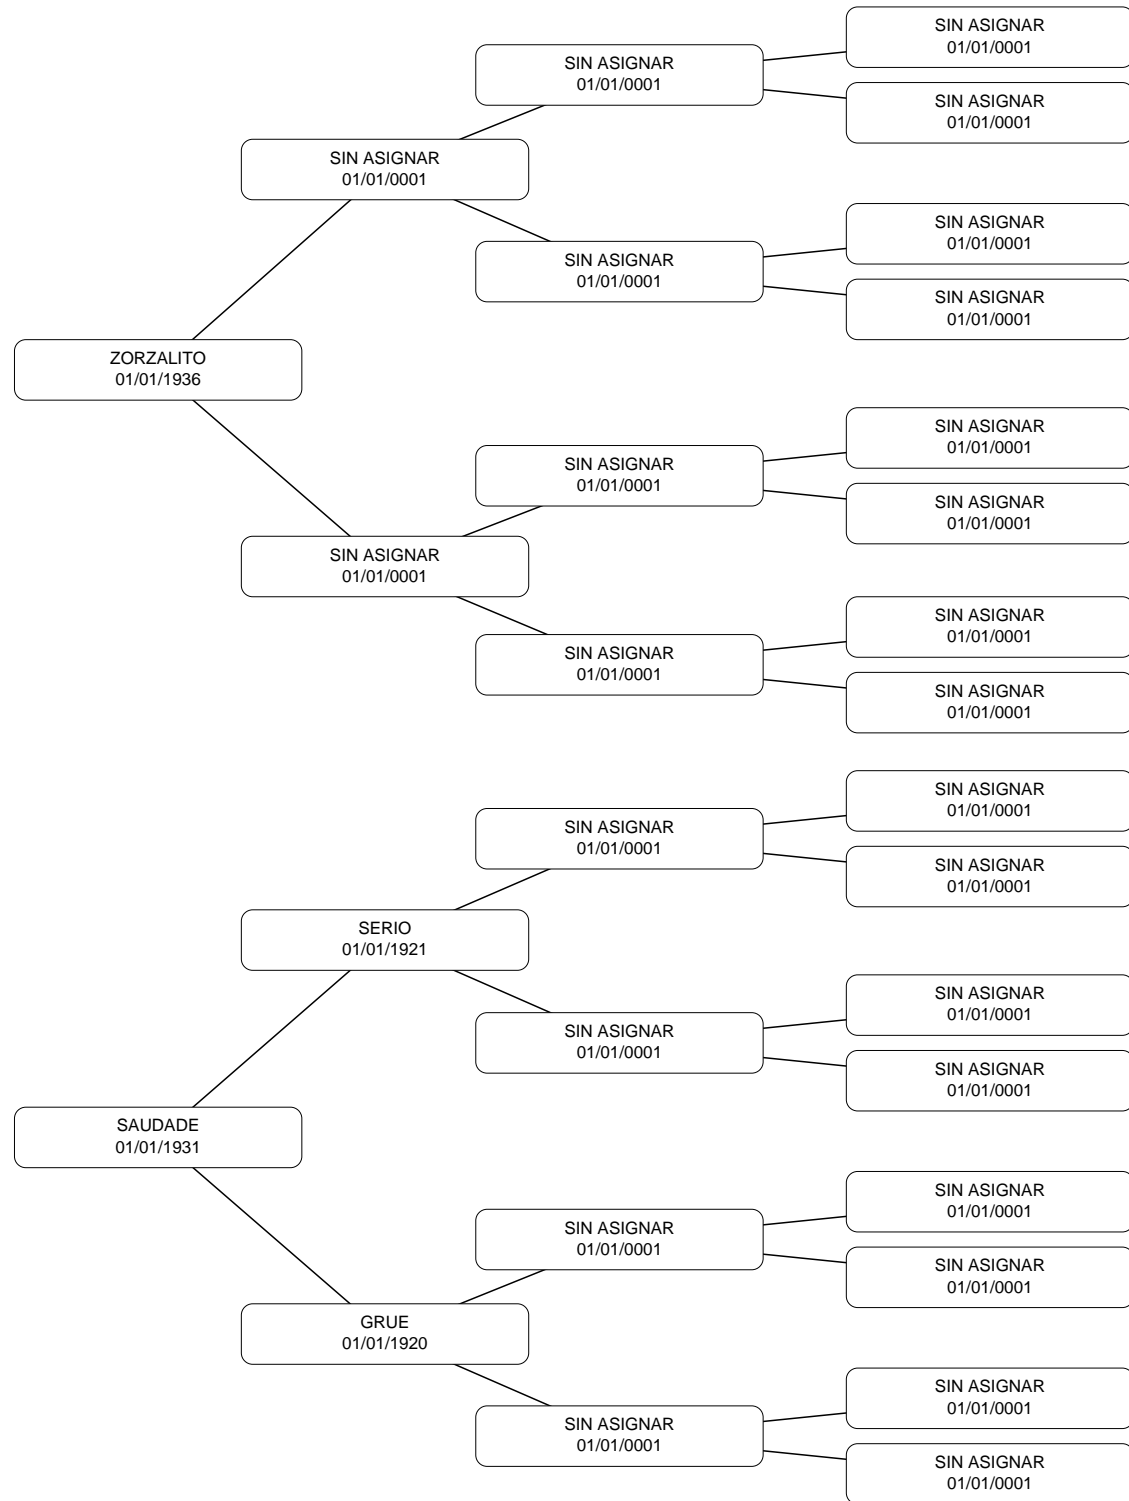 SIN ASIGNAR
01/01/0001
SIN ASIGNAR
01/01/0001
SIN ASIGNAR
01/01/0001
SIN ASIGNAR
01/01/0001
SIN ASIGNAR
01/01/0001
SIN ASIGNAR
01/01/0001
SIN ASIGNAR
01/01/0001
ZORZALITO
01/01/1936
SIN ASIGNAR
01/01/0001
SIN ASIGNAR
01/01/0001
SIN ASIGNAR
01/01/0001
SIN ASIGNAR
01/01/0001
SIN ASIGNAR
01/01/0001
SIN ASIGNAR
01/01/0001
SIN ASIGNAR
01/01/0001
SIN ASIGNAR
01/01/0001
SIN ASIGNAR
01/01/0001
SIN ASIGNAR
01/01/0001
SERIO
01/01/1921
SIN ASIGNAR
01/01/0001
SIN ASIGNAR
01/01/0001
SIN ASIGNAR
01/01/0001
SAUDADE
01/01/1931
SIN ASIGNAR
01/01/0001
SIN ASIGNAR
01/01/0001
SIN ASIGNAR
01/01/0001
GRUE
01/01/1920
SIN ASIGNAR
01/01/0001
SIN ASIGNAR
01/01/0001
SIN ASIGNAR
01/01/0001